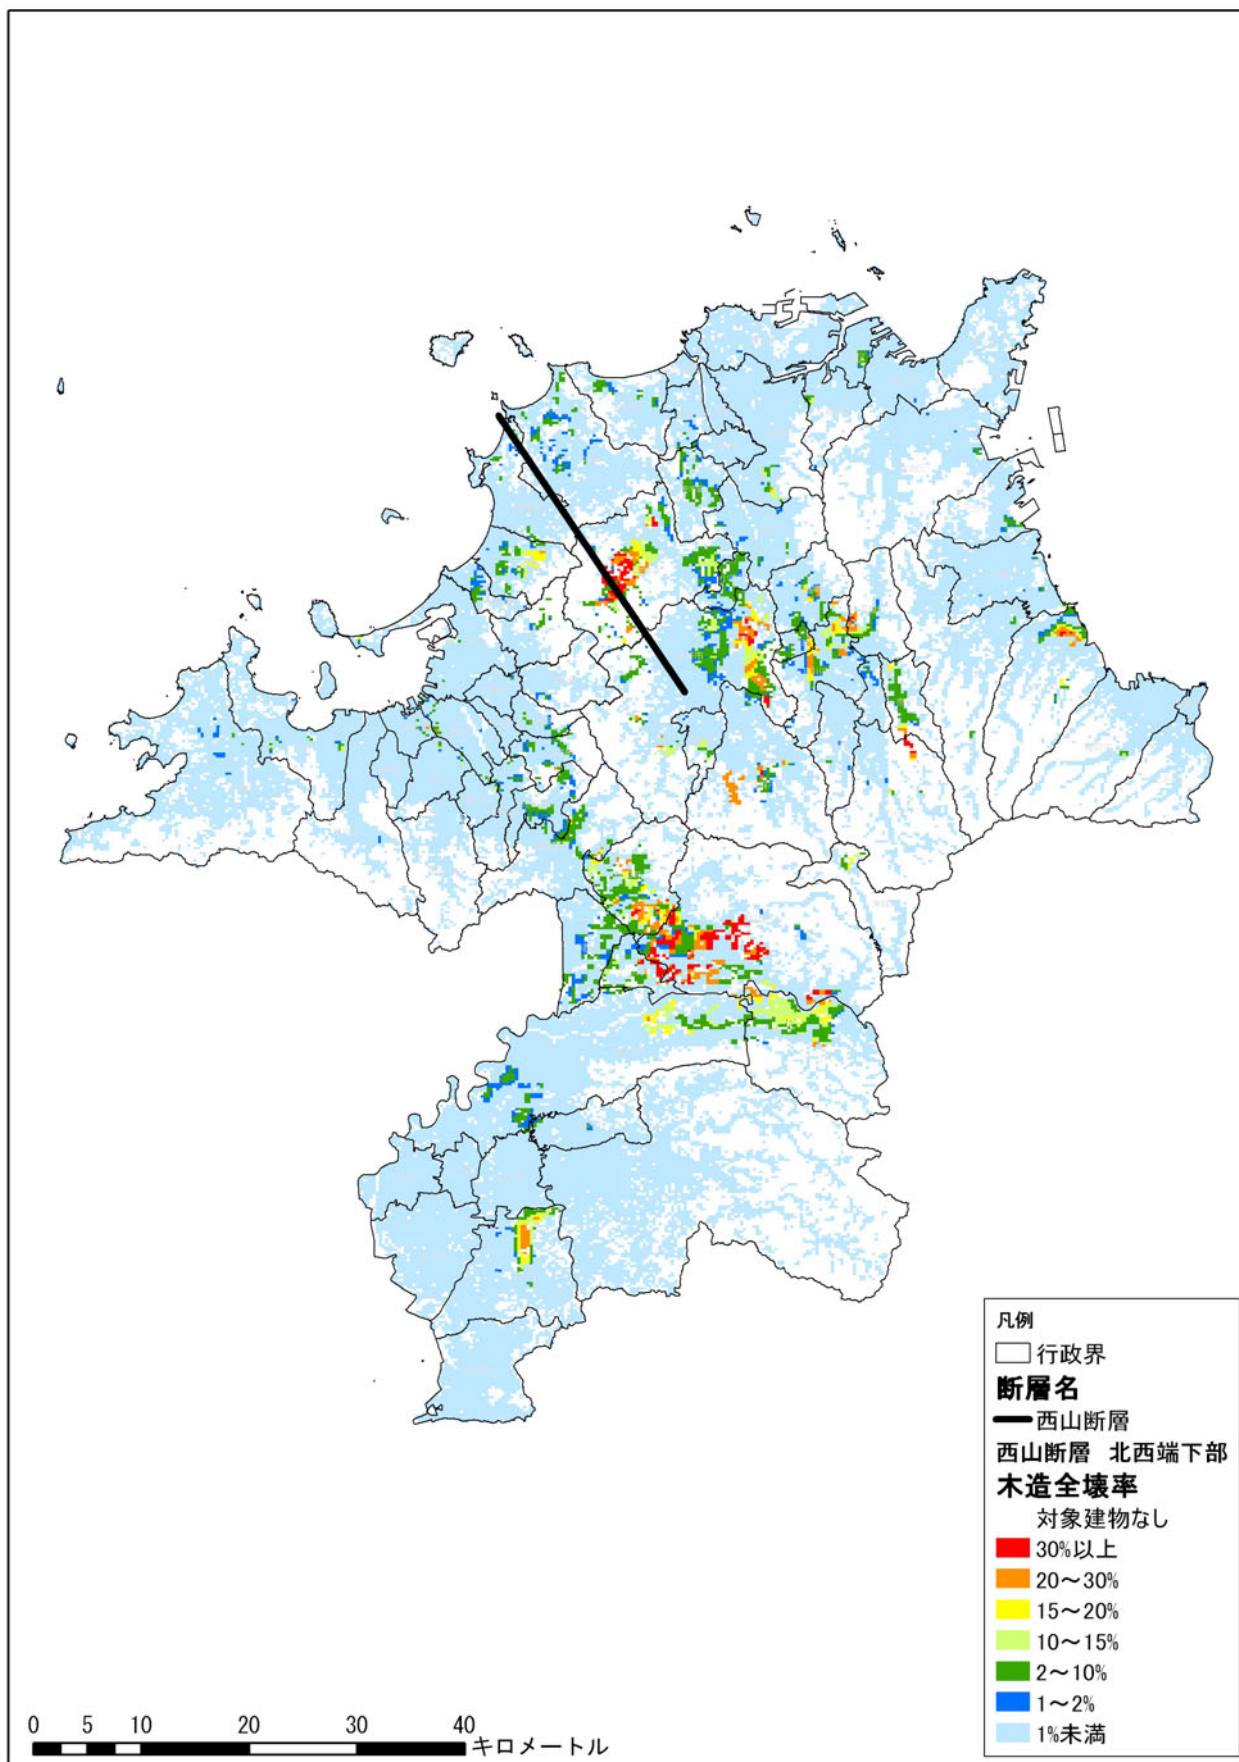 凡例
行政界
断層名
西山断層
西山断層 北西端下部
木造全壊率
対象建物なし
30%以上
20～30%
15～20%
10～15%
2～10%
1～2%
1%未満
0 5 10 20 30 40
キロメートル